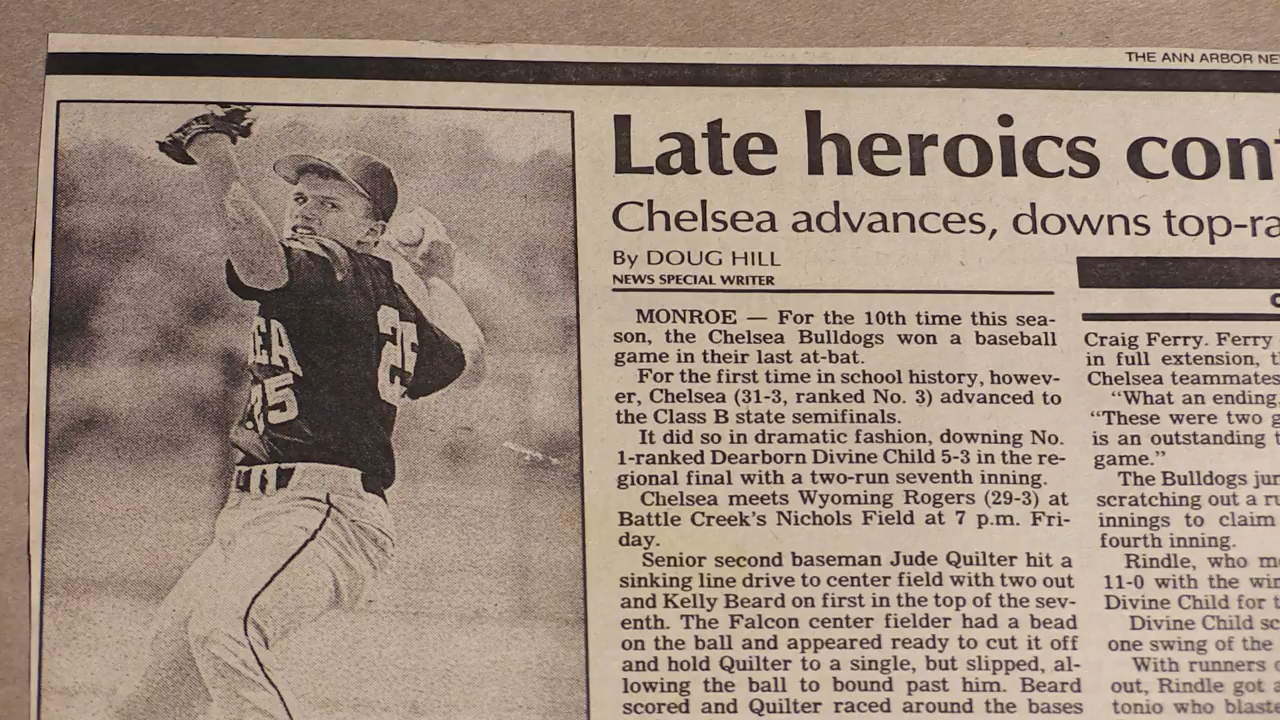 THE ANN ARBOR NE
Late heroics con
Chelsea advances, downs top-ra
By DOUG HILL
NEWS SPECIAL WRITER
MONROE — For the 10th time this sea-
son, the Chelsea Bulldogs won a baseball
game in their last at-bat.
For the first time in school history, howev-
er, Chelsea (31-3, ranked No. 3) advanced to
the Class B state semifinals.
It did so in dramatic fashion, downing No.
1-ranked Dearborn Divine Child 5-3 in the re-
gional final with a two-run seventh inning.
Chelsea meets Wyoming Rogers (29-3) at
Battle Creek's Nichols Field at 7 p.m. Fri-
day.
Senior second baseman Jude Quilter hit a
sinking line drive to center field with two out
and Kelly Beard on first in the top of the sev-
enth. The Falcon center fielder had a bead
on the ball and appeared ready to cut it off
and hold Quilter to a single, but slipped, al-
lowing the ball to bound past him. Beard
scored and Quilter raced around the bases
Craig Ferry. Ferry
in full extension, t
Chelsea teammates
"What an ending,
"These were two g
is an outstanding t
game."
The Bulldogs jur
scratching out a ru
innings to claim
fourth inning.
Rindle, who m
11-0 with the win
Divine Child for t
Divine Child sc
one swing of the
With runners o
out, Rindle got a
tonio who blaste
EA
35
25